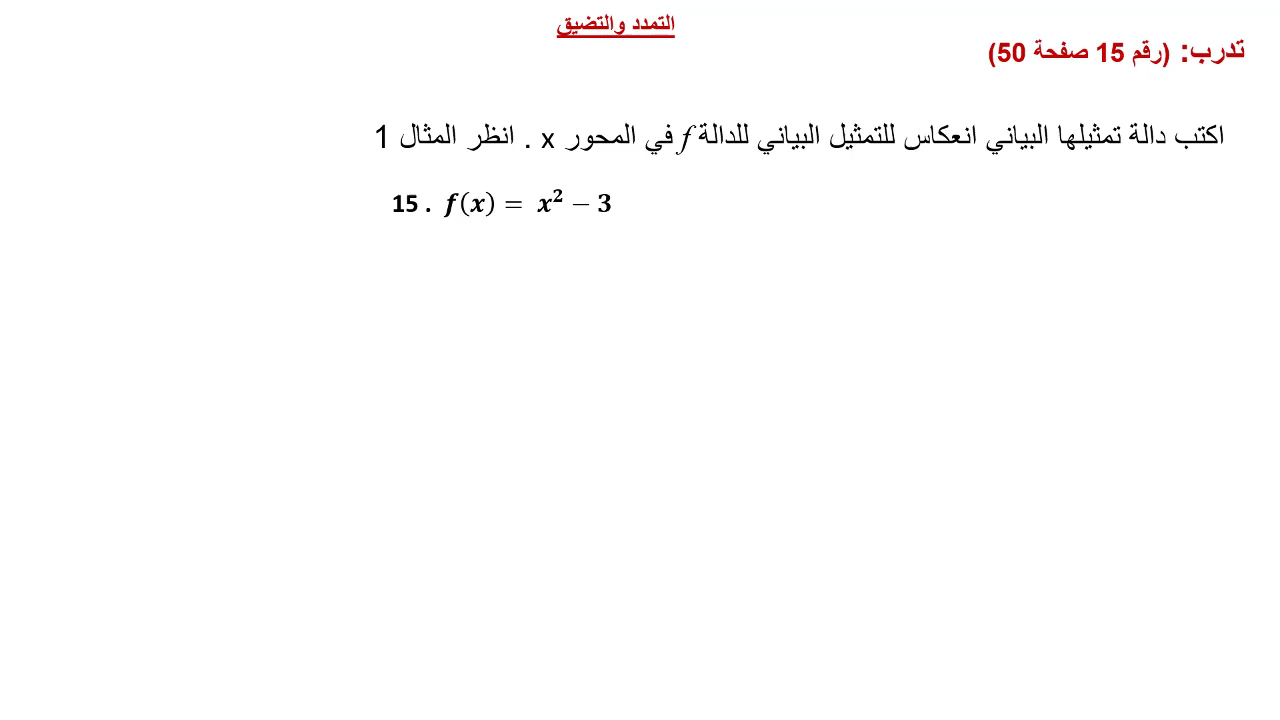 التمدد والتضيق
تدرب: (رقم 15 صفحة 50)
اكتب دالة تمثيلها البياني انعكاس للتمثيل البياني للدالة f في المحور x . انظر المثال 1
15 . f(x) = x² − 3